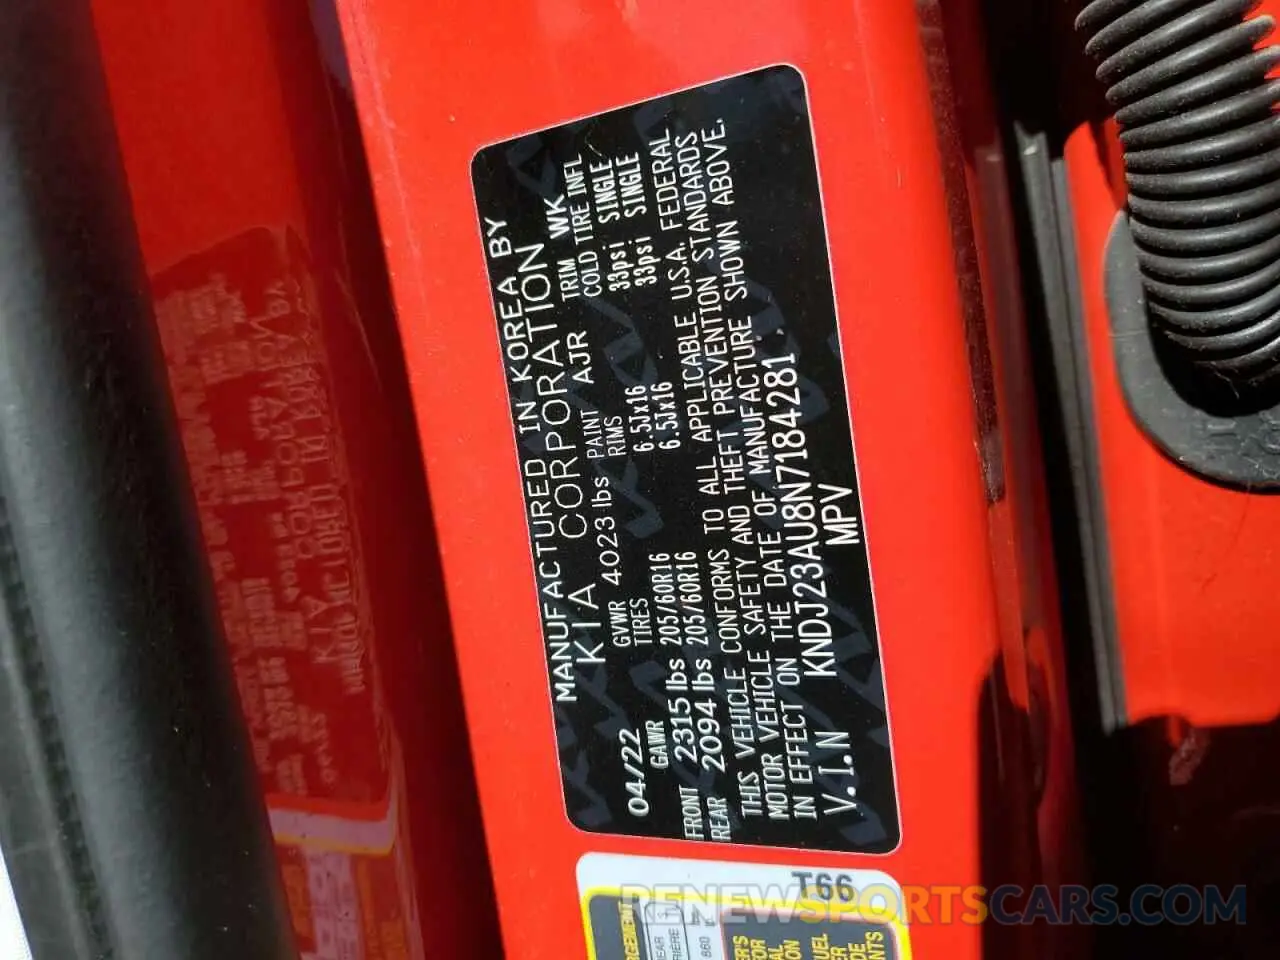 MANUFACTURED IN KOREA BY
KIA CORPORATION
04/22 GVWR 4023 lbs PAINT AJR TRIM WK
GAWR TIRES RIMS COLD TIRE INFL
FRONT 2315 lbs 205/60R16 6.5Jx16 33psi SINGLE
REAR 2094 lbs 205/60R16 6.5Jx16 33psi SINGLE
THIS VEHICLE CONFORMS TO ALL APPLICABLE U.S.A. FEDERAL
MOTOR VEHICLE SAFETY AND THEFT PREVENTION STANDARDS
IN EFFECT ON THE DATE OF MANUFACTURE SHOWN ABOVE.
V.I.N KNDJ23AU8N7184281
MPV
T66
860
RENEWSPORTSCARS.COM